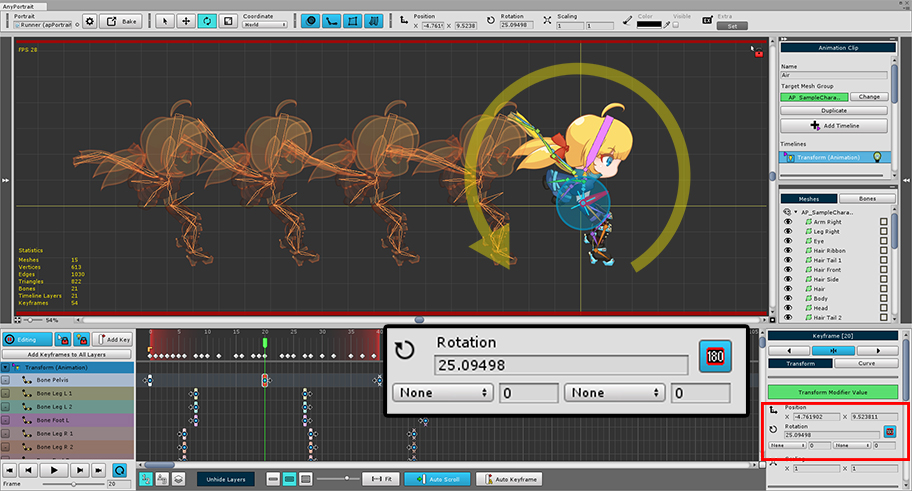 AnyPortrait
Portrait
Runner (apPortrait
Bake
Coordinate
World
Position
X -4.7619 X 9.5238
Rotation
25.09498
Scaling
1 1
Color
Visible
Extra
Set
FPS 28
Statistics
Meshes 15
Vertices 613
Edges 1030
Triangles 822
Bones 21
Timeline Layers 21
Keyframes 54
54%
Animation Clip
Name
Air
Target Mesh Group
AP_SampleChara..
Change
Duplicate
Add Timeline
Timelines
Transform (Animation)
Meshes
Bones
AP_SampleChara..
Arm Right
Leg Right
Eye
Hair Ribbon
Hair Tail 1
Hair Front
Hair Side
Hair
Body
Head
Hair Tail 2
Editing
Add Key
Add Keyframes to All Layers
Transform (Animation)
Bone Pelvis
Bone Leg L 1
Bone Leg L 2
Bone Foot L
Bone Leg R 1
Bone Leg R 2
Frame
20
0 5 10 15 20 25 30 35 40
Rotation
25.09498
180
None 0 None 0
Unhide Layers
Fit
Auto Scroll
Auto Keyframe
Keyframe [20]
Transform
Curve
Transform Modifier Value
Position
X -4.761902 X 9.523811
Rotation
25.09498
None 0 None 0
X 1 X 1